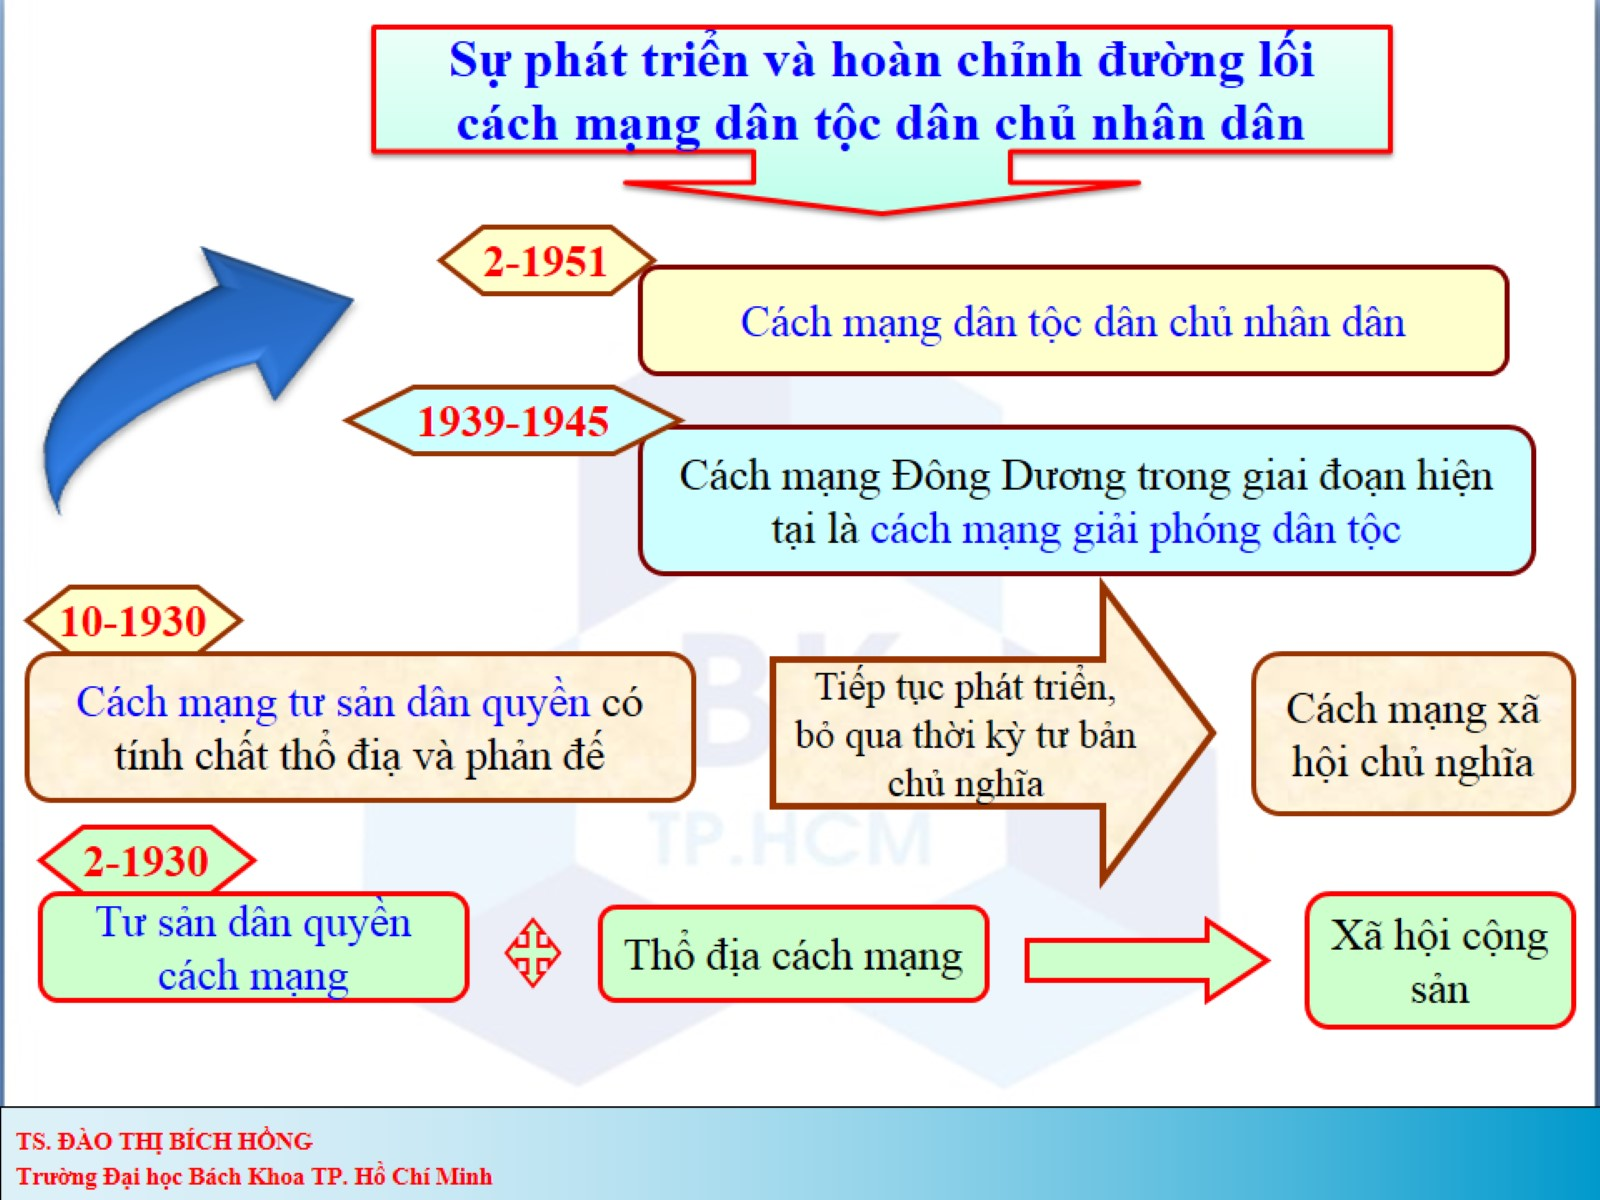 Sự phát triển và hoàn chỉnh đường lối
cách mạng dân tộc dân chủ nhân dân
2-1951
Cách mạng dân tộc dân chủ nhân dân
1939-1945
Cách mạng Đông Dương trong giai đoạn hiện
tại là cách mạng giải phóng dân tộc
10-1930
Cách mạng tư sản dân quyền có
tính chất thổ địa và phản đế
Tiếp tục phát triển,
bỏ qua thời kỳ tư bản
chủ nghĩa
Cách mạng xã
hội chủ nghĩa
2-1930
Tư sản dân quyền
cách mạng
Thổ địa cách mạng
Xã hội cộng
sản
BK
TP.HCM
TS. ĐÀO THỊ BÍCH HỒNG
Trường Đại học Bách Khoa TP. Hồ Chí Minh